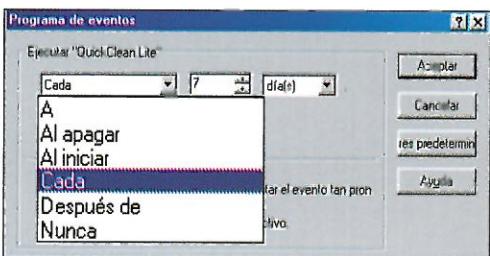 Programa de eventos
Ejecutar "QuickClean Lite"
Cada 7 día(s)
A
Al apagar
Al iniciar
Cada
Después de
Nunca
tar el evento tan pron
ctivo.
Aceptar
Cancelar
res predetermin
Ayuda